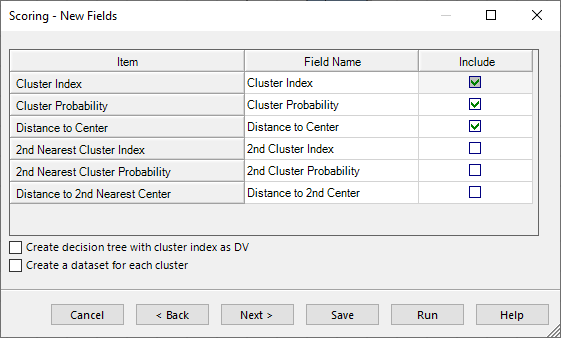 Scoring - New Fields
Item Field Name Include
Cluster Index Cluster Index
Cluster Probability Cluster Probability
Distance to Center Distance to Center
2nd Nearest Cluster Index 2nd Cluster Index
2nd Nearest Cluster Probability 2nd Cluster Probability
Distance to 2nd Nearest Center Distance to 2nd Center
Create decision tree with cluster index as DV
Create a dataset for each cluster
Cancel < Back Next > Save Run Help